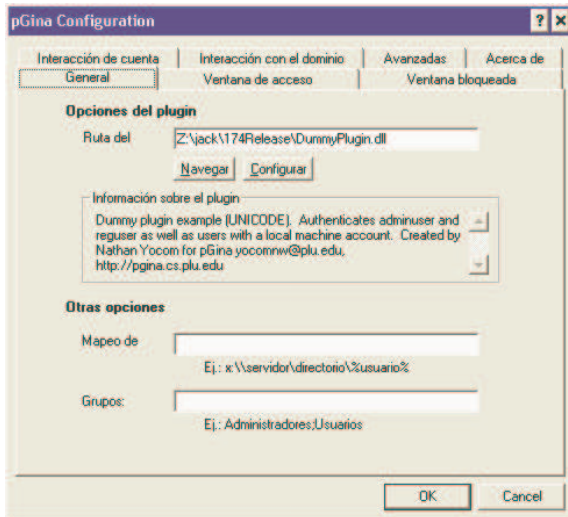 pGina Configuration
Interacción de cuenta
Interacción con el dominio
Avanzadas
Acerca de
General
Ventana de acceso
Ventana bloqueada
Opciones del plugin
Ruta del
Z:\jack\174Release\DummyPlugin.dll
Navegar
Configurar
Información sobre el plugin
Dummy plugin example (UNICODE). Authenticates adminuser and
reguser as well as users with a local machine account. Created by
Nathan Yocom for pGina yocomnw@plu.edu,
http://pgina.cs.plu.edu
Otras opciones
Mapeo de
Ej.: x:\\servidor\directorio\%usuario%
Grupos:
Ej.: Administradores;Usuarios
OK
Cancel